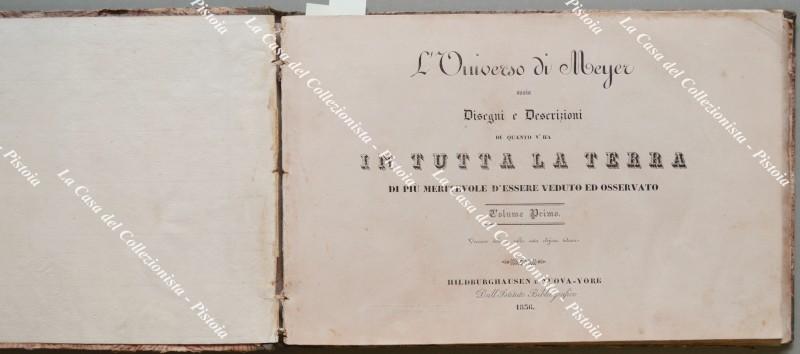 L'Universo di Meyer
ossia
Disegni e Descrizioni
DI QUANTO V'HA
IN TUTTA LA TERRA
DI PIU MERITEVOLE D'ESSERE VEDUTO ED OSSERVATO
Volume Primo.
HILDBURGHAUSEN E NUOVA-YORK
Dall'Istituto Bibliografico
1836.
La Casa del Collezionista - Pistoia